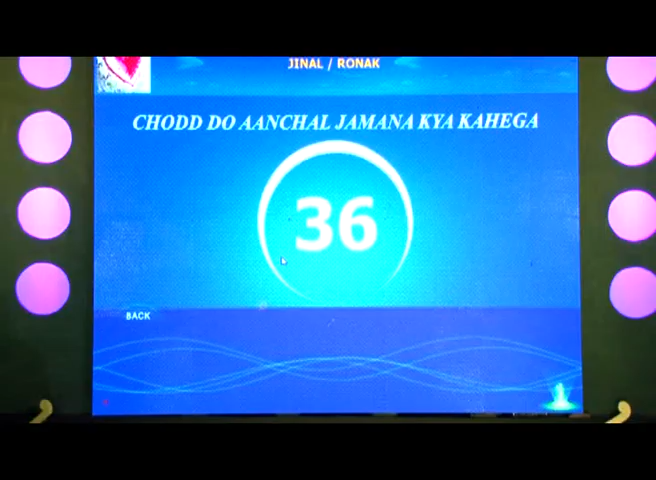 JINAL / RONAK
CHODD DO AANCHAL JAMANA KYA KAHEGA
36
BACK